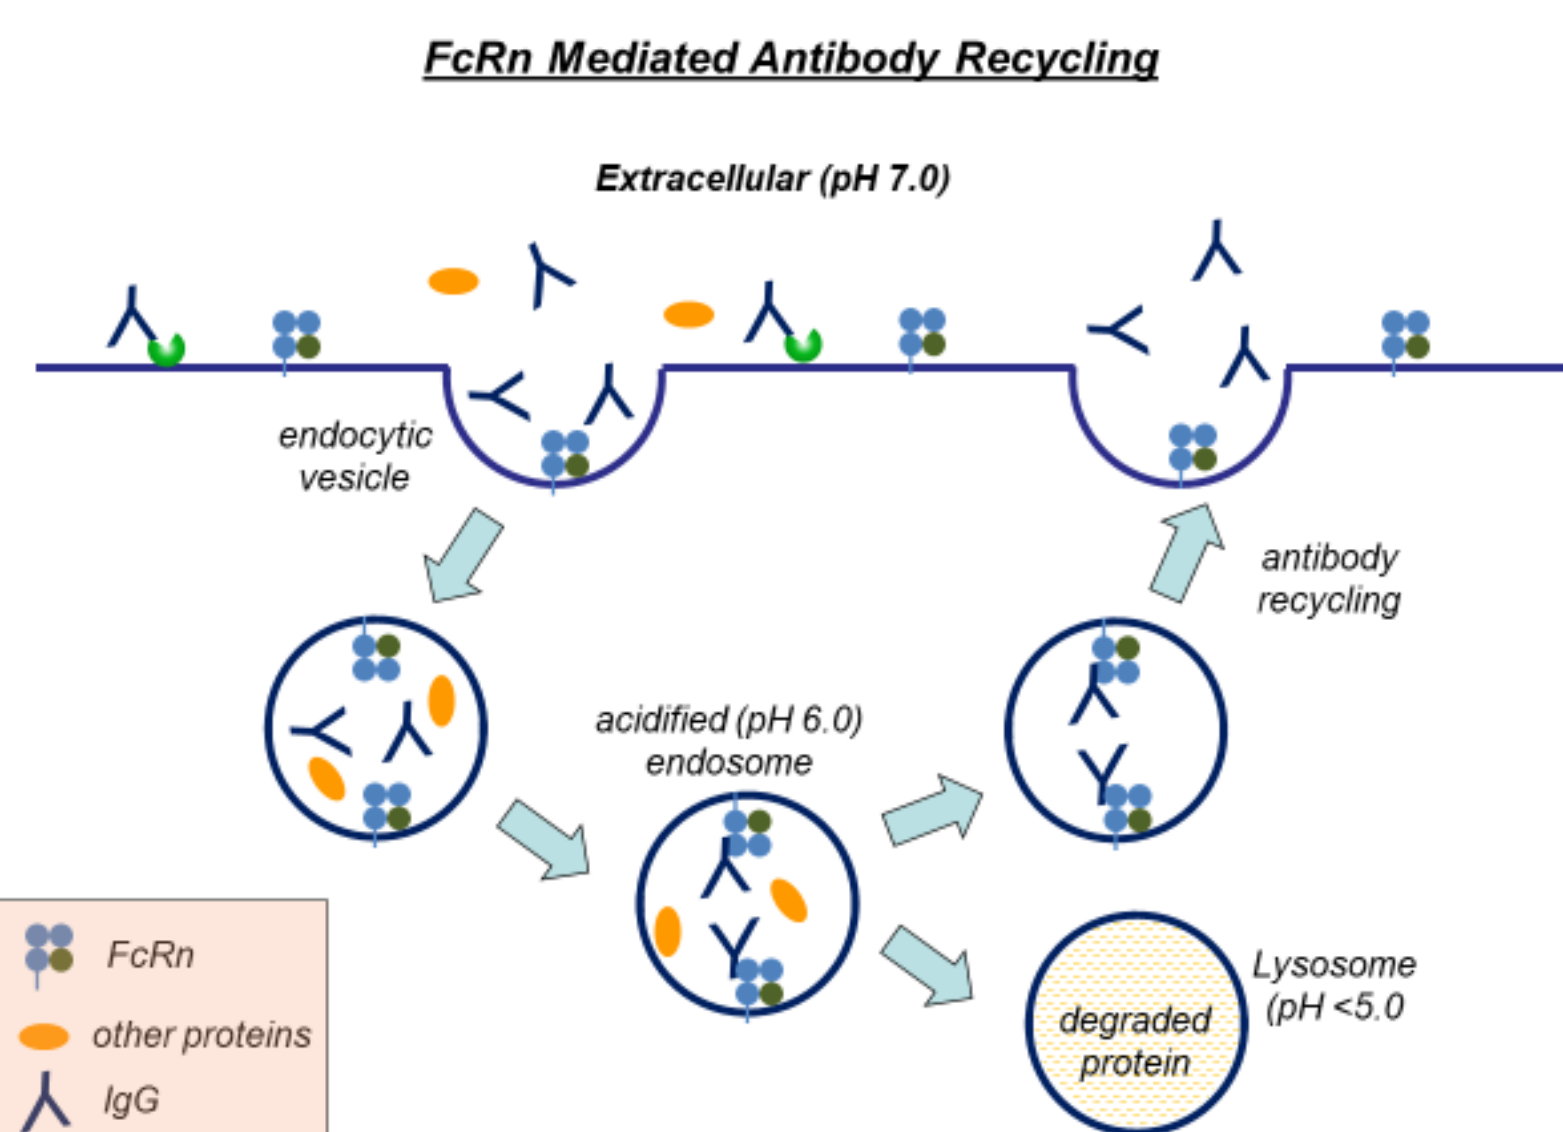 FcRn Mediated Antibody Recycling
Extracellular (pH 7.0)
endocytic
vesicle
antibody
recycling
acidified (pH 6.0)
endosome
Lysosome
(pH <5.0
degraded
protein
FcRn
other proteins
IgG